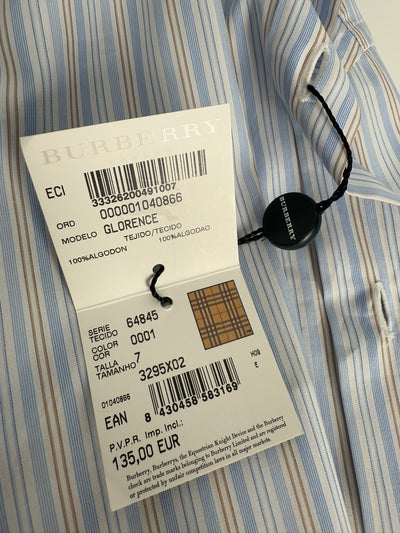 BURBERRY
ECI
33326200491007
ORD 000001040866
MODELO GLORENCE
TEJIDO/TECIDO
100%ALGODON 100%ALGODAO
BURBERRY
SERIE
TECIDO 64845
COLOR
COR 0001
TALLA
TAMANHO 7
3295X02
H09
E
01040866
EAN 8 430458 583169
P.V.P.R. Imp. Incl.:
135,00 EUR
Burberry, Burberrys, the Equestrian Knight Device and the Burberry
check are trade marks belonging to Burberry Limited and are registered
or protected by unfair competition laws in all major markets.